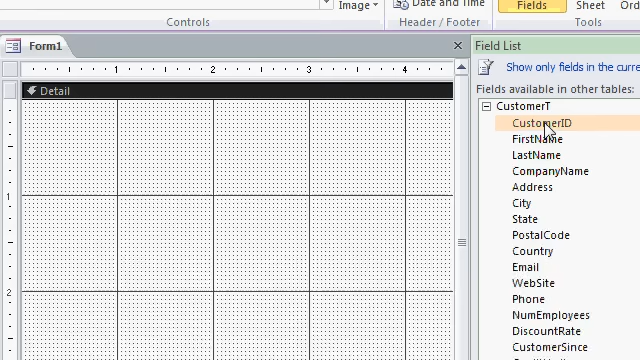 Image
Date and Time
Fields
Sheet
Controls
Header / Footer
Tools
Form1
Field List
1
2
3
4
Show only fields in the curre
Detail
Fields available in other tables:
CustomerT
CustomerID
FirstName
LastName
CompanyName
1
Address
City
State
PostalCode
Country
Email
WebSite
2
Phone
NumEmployees
DiscountRate
CustomerSince